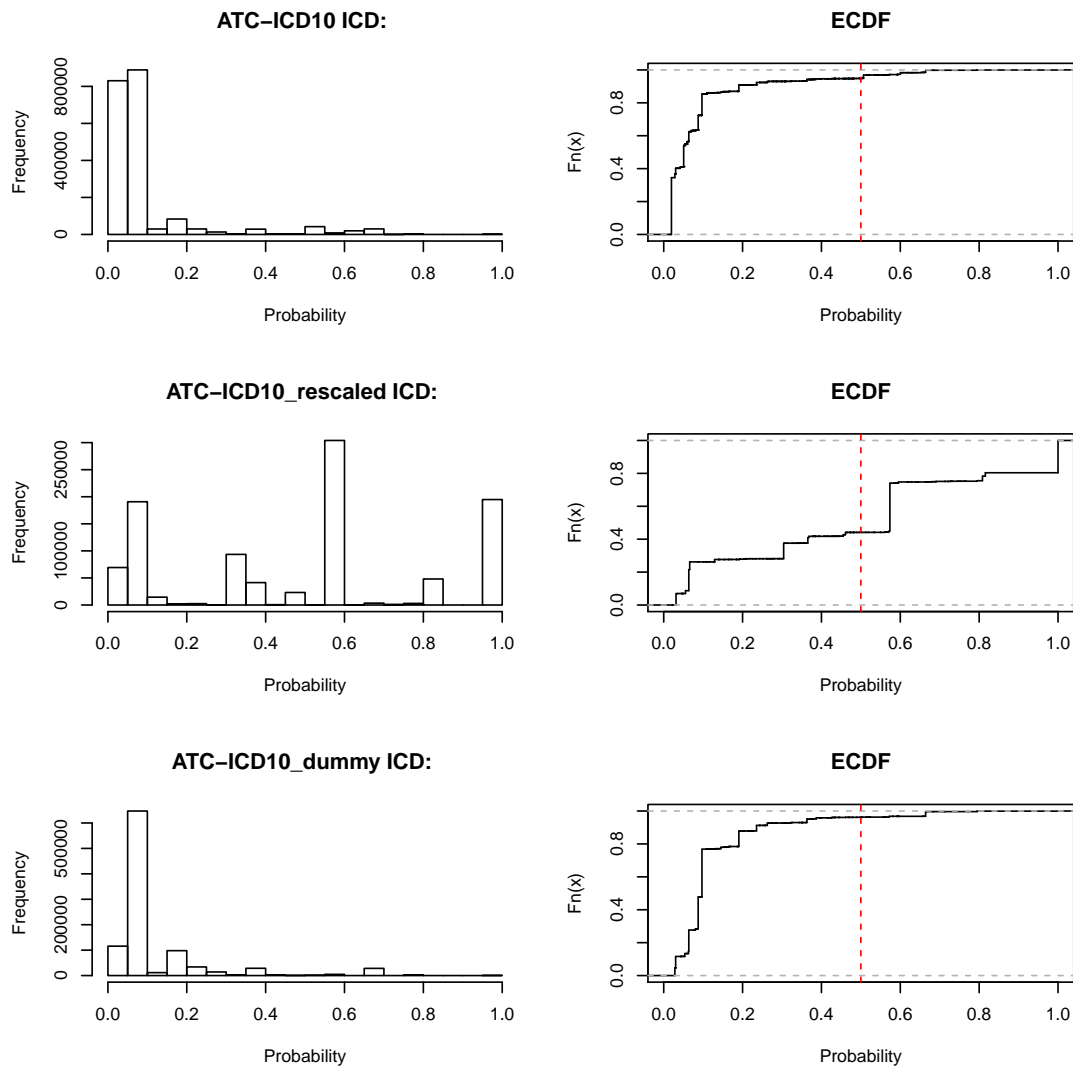 ATC−ICD10 ICD:
Frequency
0
400000
800000
0.0 0.2 0.4 0.6 0.8 1.0
Probability
ECDF
Fn(x)
0.0
0.4
0.8
0.0 0.2 0.4 0.6 0.8 1.0
Probability
ATC−ICD10_rescaled ICD:
Frequency
0
100000
250000
0.0 0.2 0.4 0.6 0.8 1.0
Probability
ECDF
Fn(x)
0.0
0.4
0.8
0.0 0.2 0.4 0.6 0.8 1.0
Probability
ATC−ICD10_dummy ICD:
Frequency
0
200000
500000
0.0 0.2 0.4 0.6 0.8 1.0
Probability
ECDF
Fn(x)
0.0
0.4
0.8
0.0 0.2 0.4 0.6 0.8 1.0
Probability